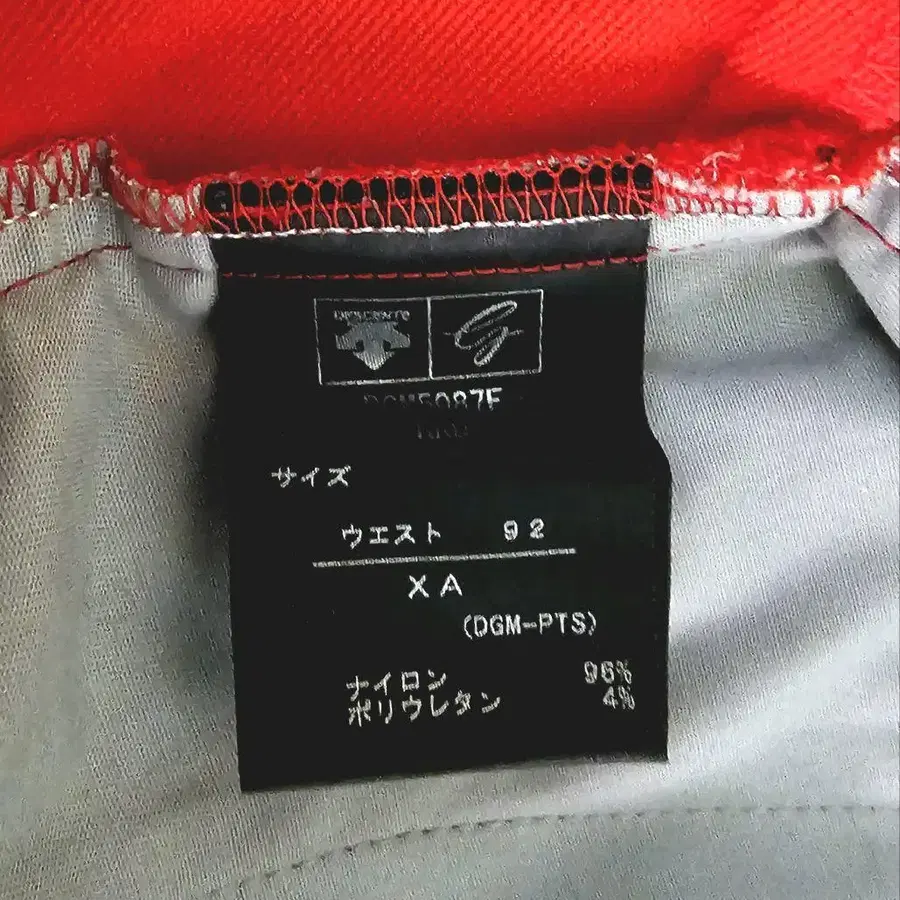 DESCENTE
サイズ
ウエスト 92
XA
(DGM-PTS)
ナイロン 96%
ポリウレタン 4%